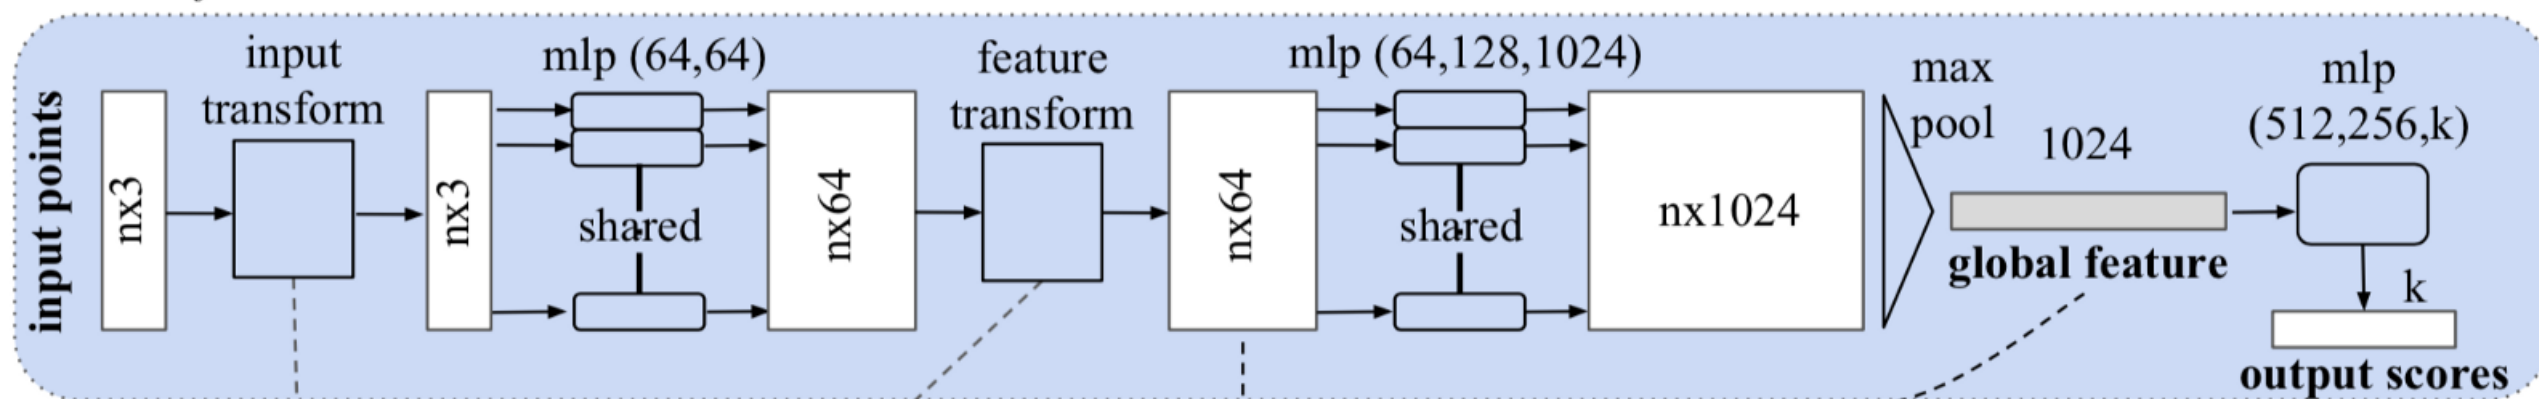 input points
nx3
input
transform
nx3
mlp (64,64)
shared
nx64
feature
transform
nx64
mlp (64,128,1024)
shared
nx1024
max
pool
1024
global feature
mlp
(512,256,k)
k
output scores